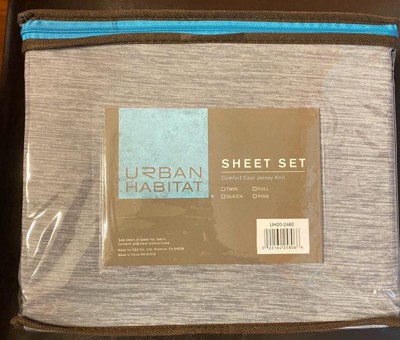 URBAN
HABITAT
SHEET SET
Comfort Cool Jersey Knit
TWIN FULL
QUEEN KING
UH20-2460
Made in China